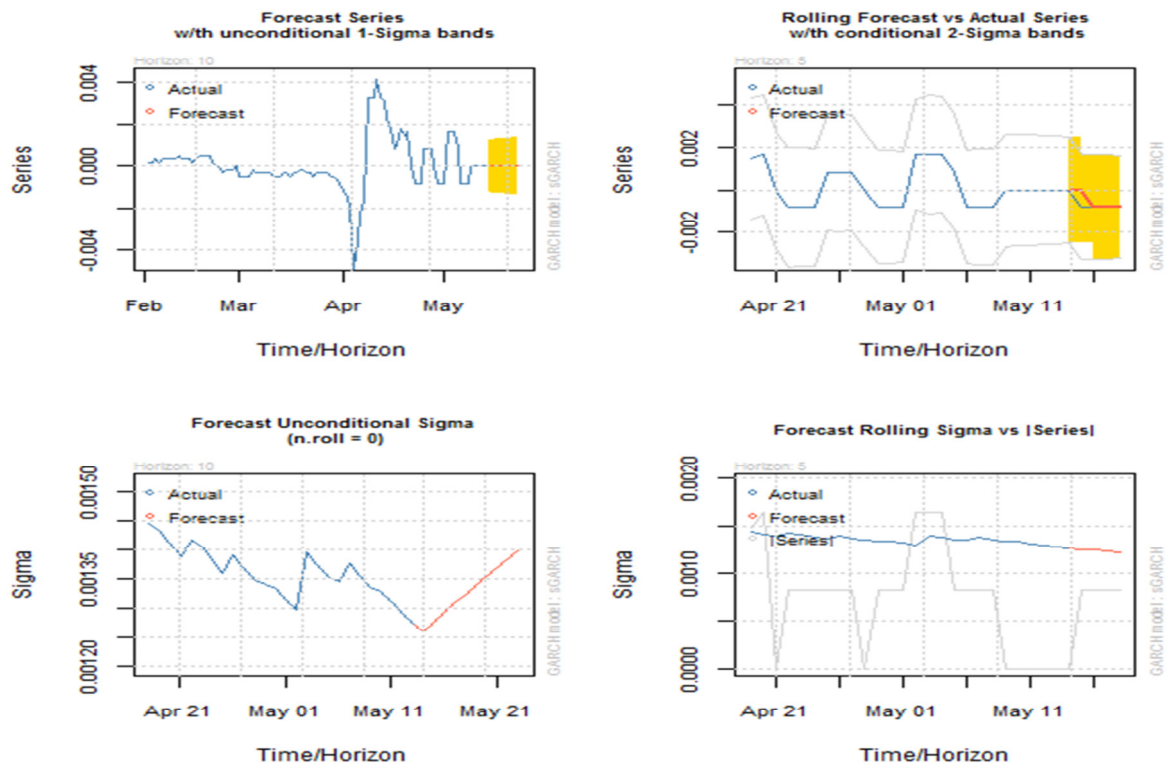 Forecast Series
w/th unconditional 1-Sigma bands
Horizon: 10
Actual
Forecast
Series
0.004
0.000
-0.004
Feb Mar Apr May
Time/Horizon
GARCH model : sGARCH
Rolling Forecast vs Actual Series
w/th conditional 2-Sigma bands
Horizon: 5
Actual
Forecast
Series
0.002
-0.002
Apr 21 May 01 May 11
Time/Horizon
GARCH model : sGARCH
Forecast Unconditional Sigma
(n.roll = 0)
Horizon: 10
Actual
Forecast
Sigma
0.00150
0.00135
0.00120
Apr 21 May 01 May 11 May 21
Time/Horizon
GARCH model : sGARCH
Forecast Rolling Sigma vs |Series|
Horizon: 5
Actual
Forecast
|Series|
Sigma
0.0020
0.0010
0.0000
Apr 21 May 01 May 11
Time/Horizon
GARCH model : sGARCH